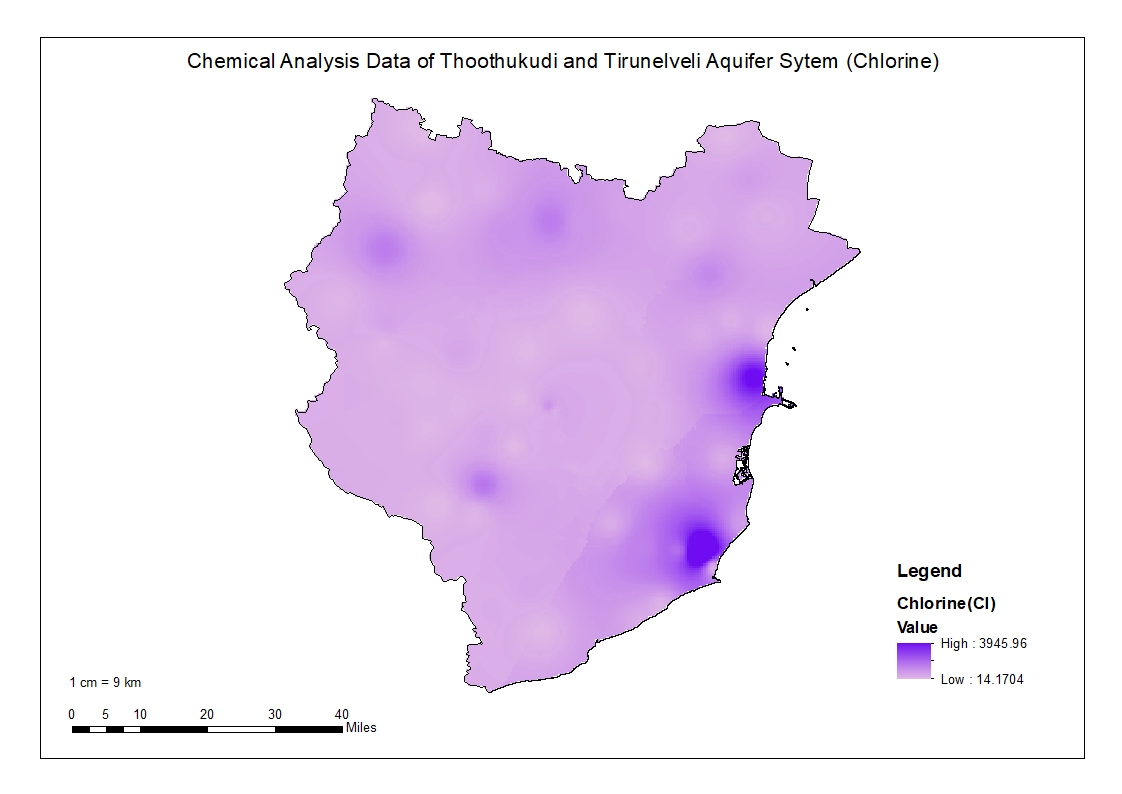 Chemical Analysis Data of Thoothukudi and Tirunelveli Aquifer Sytem (Chlorine)
Legend
Chlorine(Cl)
Value
High : 3945.96
Low : 14.1704
1 cm = 9 km
0 5 10 20 30 40
Miles